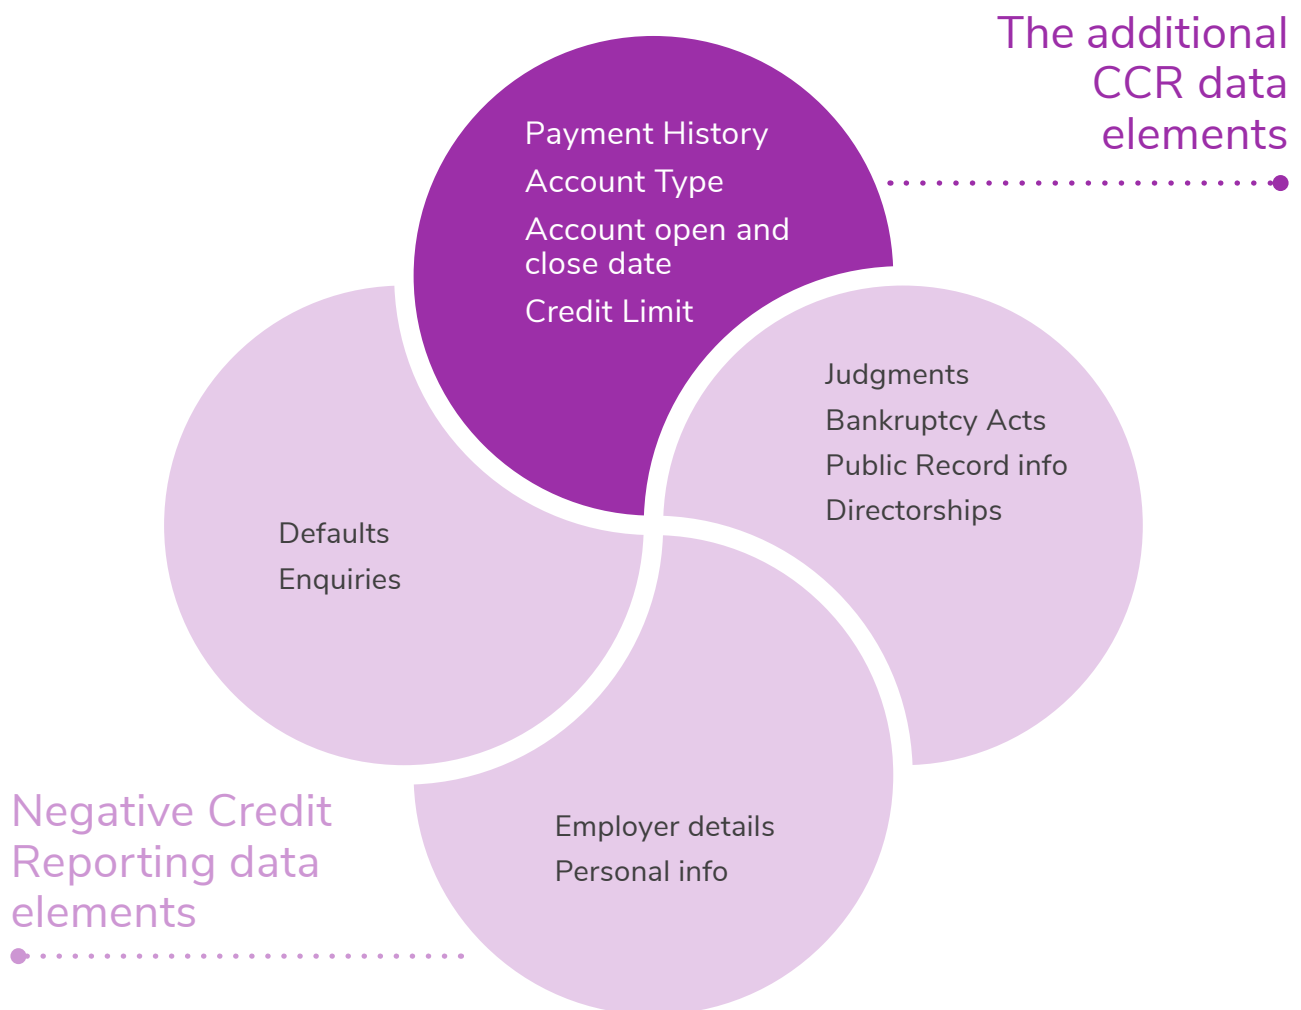 The additional
CCR data
elements
Payment History
Account Type
Account open and
close date
Credit Limit
Judgments
Bankruptcy Acts
Public Record info
Directorships
Defaults
Enquiries
Employer details
Personal info
Negative Credit
Reporting data
elements